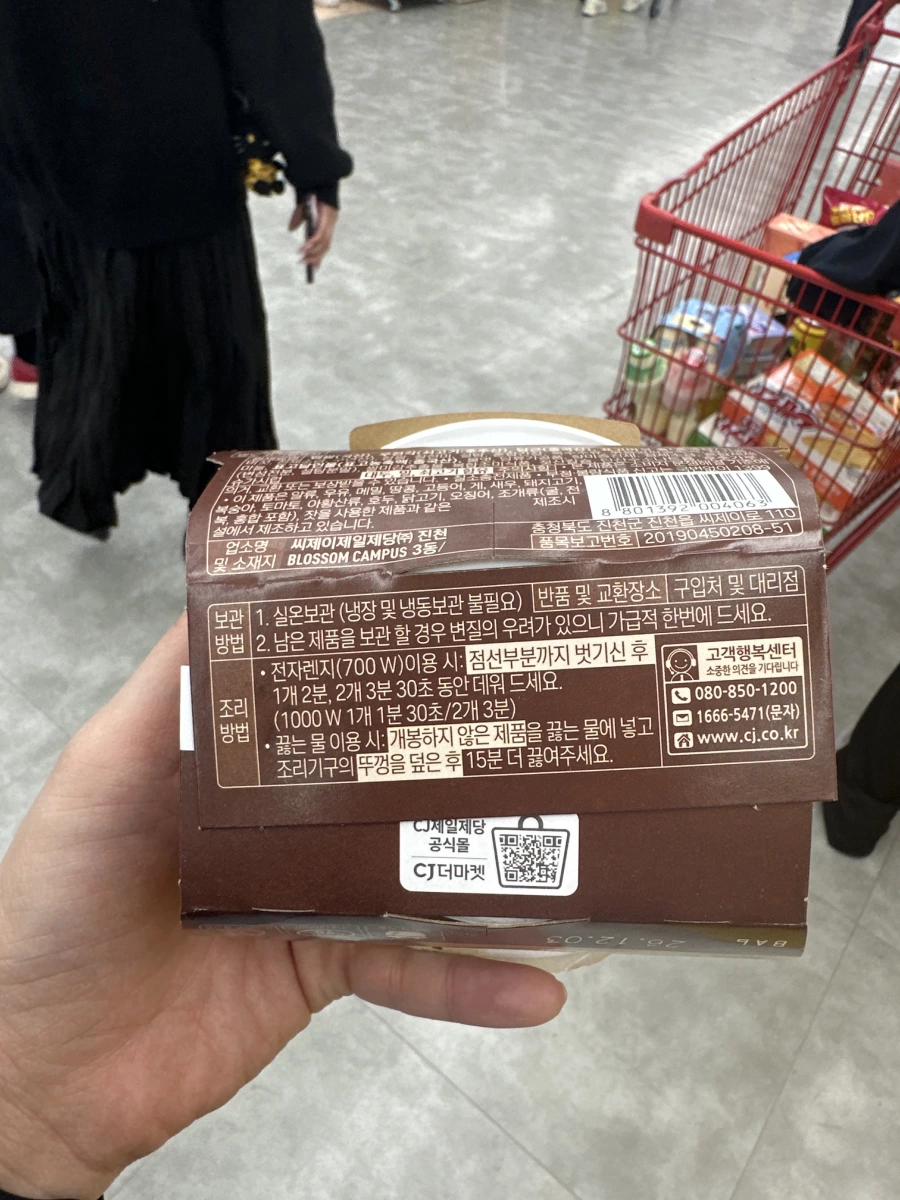 • 이 제품은 알류, 우유, 메밀, 땅콩, 고등어, 게, 새우, 돼지고기,
복숭아, 토마토, 아황산류, 호두, 닭고기, 오징어, 조개류(굴, 전
복, 홍합 포함), 잣을 사용한 제품과 같은 제조시
설에서 제조하고 있습니다.
8 801392 004063
업소명 및 소재지
씨제이제일제당㈜ 진천
BLOSSOM CAMPUS 3동/
충청북도 진천군 진천읍 씨제이로 110
품목보고번호 20190450208-51
보관 방법
1. 실온보관 (냉장 및 냉동보관 불필요) 반품 및 교환장소 구입처 및 대리점
2. 남은 제품을 보관 할 경우 변질의 우려가 있으니 가급적 한번에 드세요.
조리 방법
• 전자렌지(700 W)이용 시: 점선부분까지 벗기신 후
1개 2분, 2개 3분 30초 동안 데워 드세요.
(1000 W 1개 1분 30초/2개 3분)
• 끓는 물 이용 시: 개봉하지 않은 제품을 끓는 물에 넣고
조리기구의 뚜껑을 덮은 후 15분 더 끓여주세요.
고객행복센터
소중한 의견을 기다립니다
080-850-1200
1666-5471(문자)
www.cj.co.kr
CJ제일제당
공식몰
CJ더마켓
26.12.03 BAb